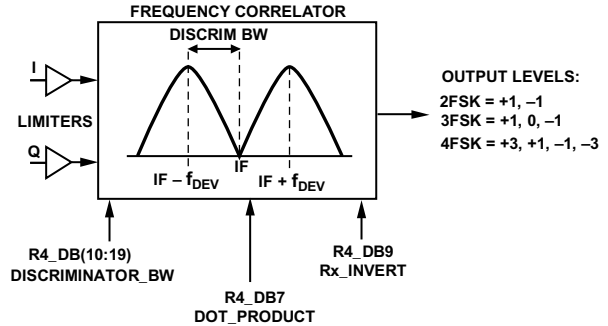 FREQUENCY CORRELATOR
DISCRIM BW
I
LIMITERS
Q
IF
IF – fDEV
IF + fDEV
OUTPUT LEVELS:
2FSK = +1, –1
3FSK = +1, 0, –1
4FSK = +3, +1, –1, –3
R4_DB(10:19)
DISCRIMINATOR_BW
R4_DB7
DOT_PRODUCT
R4_DB9
Rx_INVERT